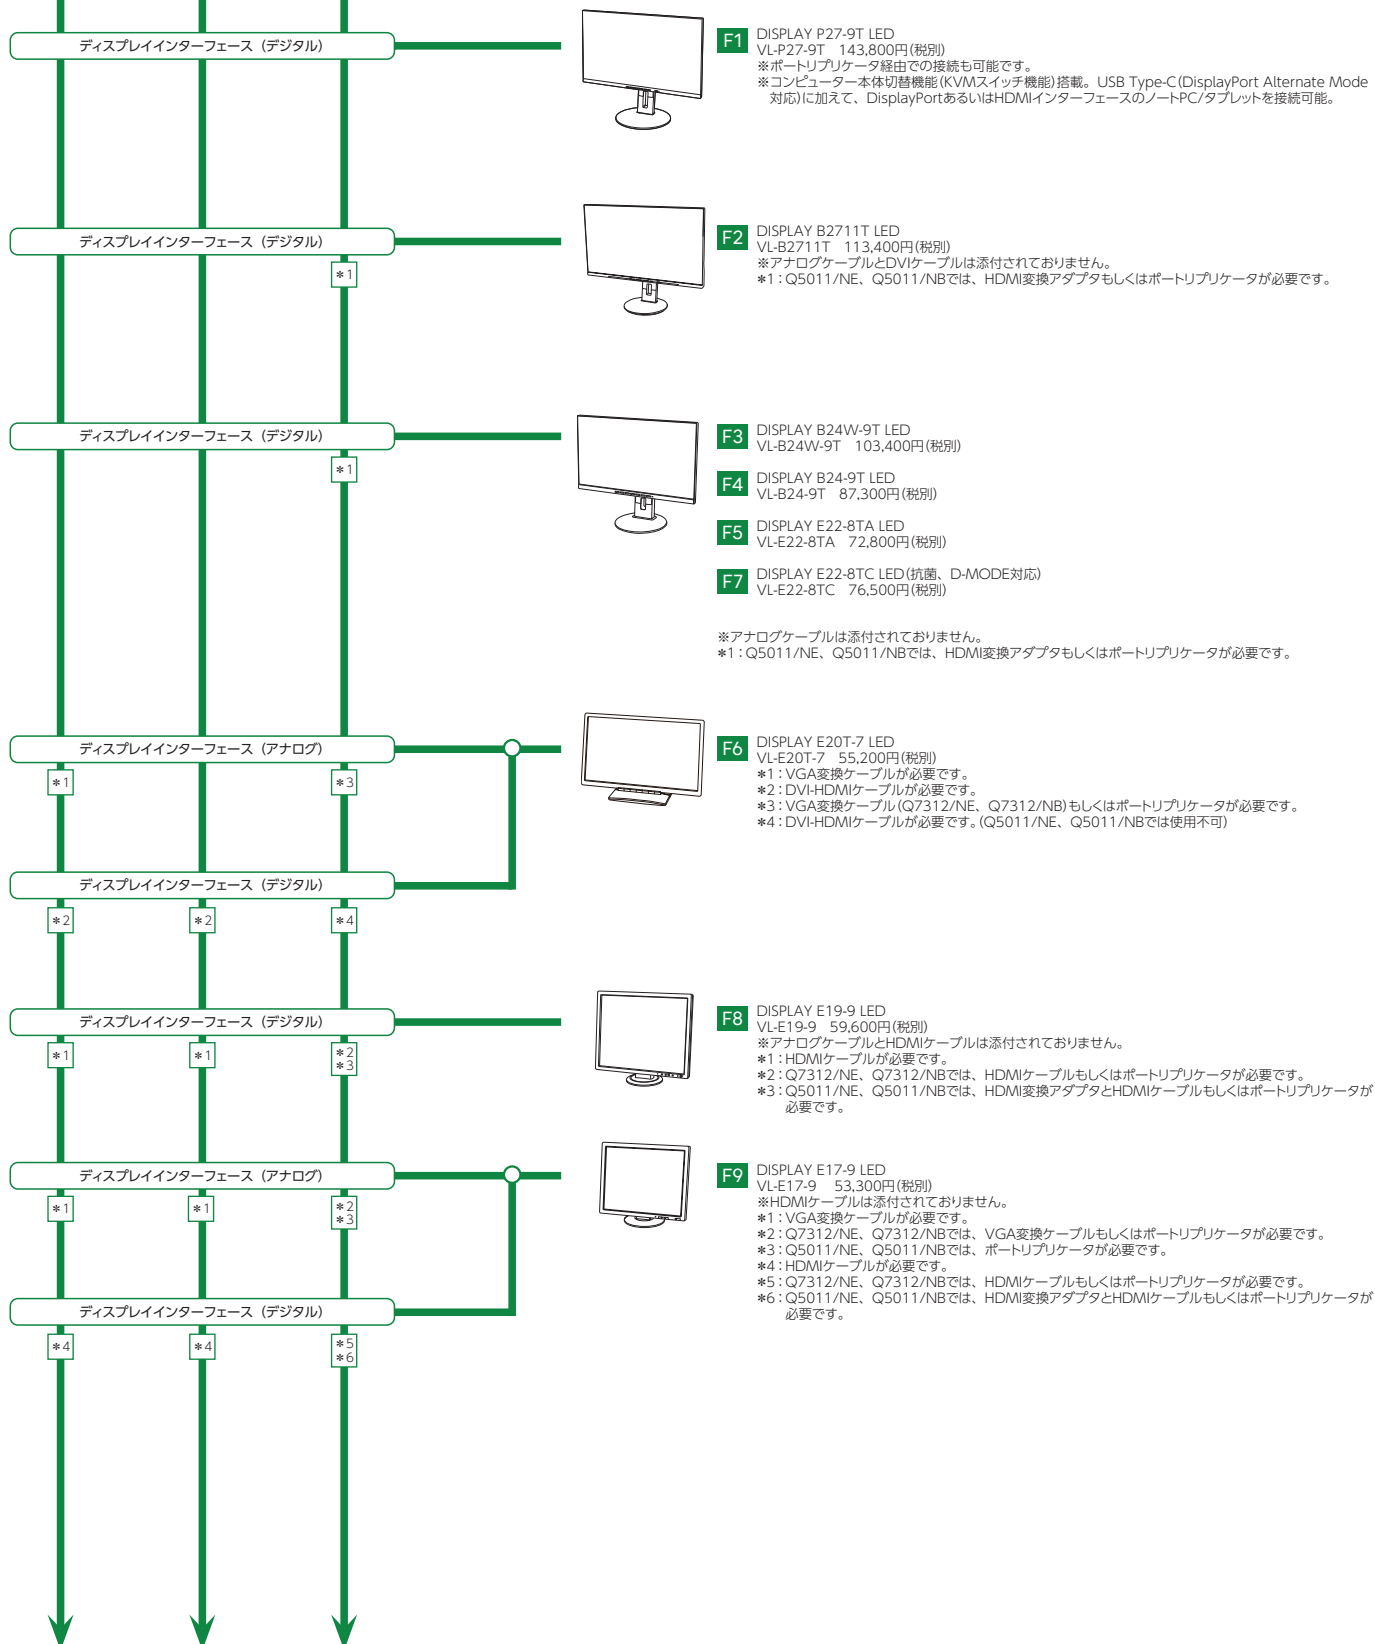 ディスプレイインターフェース（デジタル）
F1
DISPLAY P27-9T LED
VL-P27-9T 143,800円(税別)
※ポートリプリケータ経由での接続も可能です。
※コンピューター本体切替機能(KVMスイッチ機能)搭載。USB Type-C(DisplayPort Alternate Mode
対応)に加えて、DisplayPortあるいはHDMIインターフェースのノートPC/タブレットを接続可能。
ディスプレイインターフェース（デジタル）
＊1
F2
DISPLAY B2711T LED
VL-B2711T 113,400円(税別)
※アナログケーブルとDVIケーブルは添付されておりません。
＊1：Q5011/NE、Q5011/NBでは、HDMI変換アダプタもしくはポートリプリケータが必要です。
ディスプレイインターフェース（デジタル）
＊1
F3
DISPLAY B24W-9T LED
VL-B24W-9T 103,400円(税別)
F4
DISPLAY B24-9T LED
VL-B24-9T 87,300円(税別)
F5
DISPLAY E22-8TA LED
VL-E22-8TA 72,800円(税別)
F7
DISPLAY E22-8TC LED(抗菌、D-MODE対応)
VL-E22-8TC 76,500円(税別)
※アナログケーブルは添付されておりません。
＊1：Q5011/NE、Q5011/NBでは、HDMI変換アダプタもしくはポートリプリケータが必要です。
ディスプレイインターフェース（アナログ）
＊1 ＊3
F6
DISPLAY E20T-7 LED
VL-E20T-7 55,200円(税別)
＊1：VGA変換ケーブルが必要です。
＊2：DVI-HDMIケーブルが必要です。
＊3：VGA変換ケーブル(Q7312/NE、Q7312/NB)もしくはポートリプリケータが必要です。
＊4：DVI-HDMIケーブルが必要です。(Q5011/NE、Q5011/NBでは使用不可)
ディスプレイインターフェース（デジタル）
＊2 ＊2 ＊4
ディスプレイインターフェース（デジタル）
＊1 ＊1 ＊2
＊3
F8
DISPLAY E19-9 LED
VL-E19-9 59,600円(税別)
※アナログケーブルとHDMIケーブルは添付されておりません。
＊1：HDMIケーブルが必要です。
＊2：Q7312/NE、Q7312/NBでは、HDMIケーブルもしくはポートリプリケータが必要です。
＊3：Q5011/NE、Q5011/NBでは、HDMI変換アダプタとHDMIケーブルもしくはポートリプリケータが
必要です。
ディスプレイインターフェース（アナログ）
＊1 ＊1 ＊2
＊3
F9
DISPLAY E17-9 LED
VL-E17-9 53,300円(税別)
※HDMIケーブルは添付されておりません。
＊1：VGA変換ケーブルが必要です。
＊2：Q7312/NE、Q7312/NBでは、VGA変換ケーブルもしくはポートリプリケータが必要です。
＊3：Q5011/NE、Q5011/NBでは、ポートリプリケータが必要です。
＊4：HDMIケーブルが必要です。
＊5：Q7312/NE、Q7312/NBでは、HDMIケーブルもしくはポートリプリケータが必要です。
＊6：Q5011/NE、Q5011/NBでは、HDMI変換アダプタとHDMIケーブルもしくはポートリプリケータが
必要です。
ディスプレイインターフェース（デジタル）
＊4 ＊4 ＊5
＊6